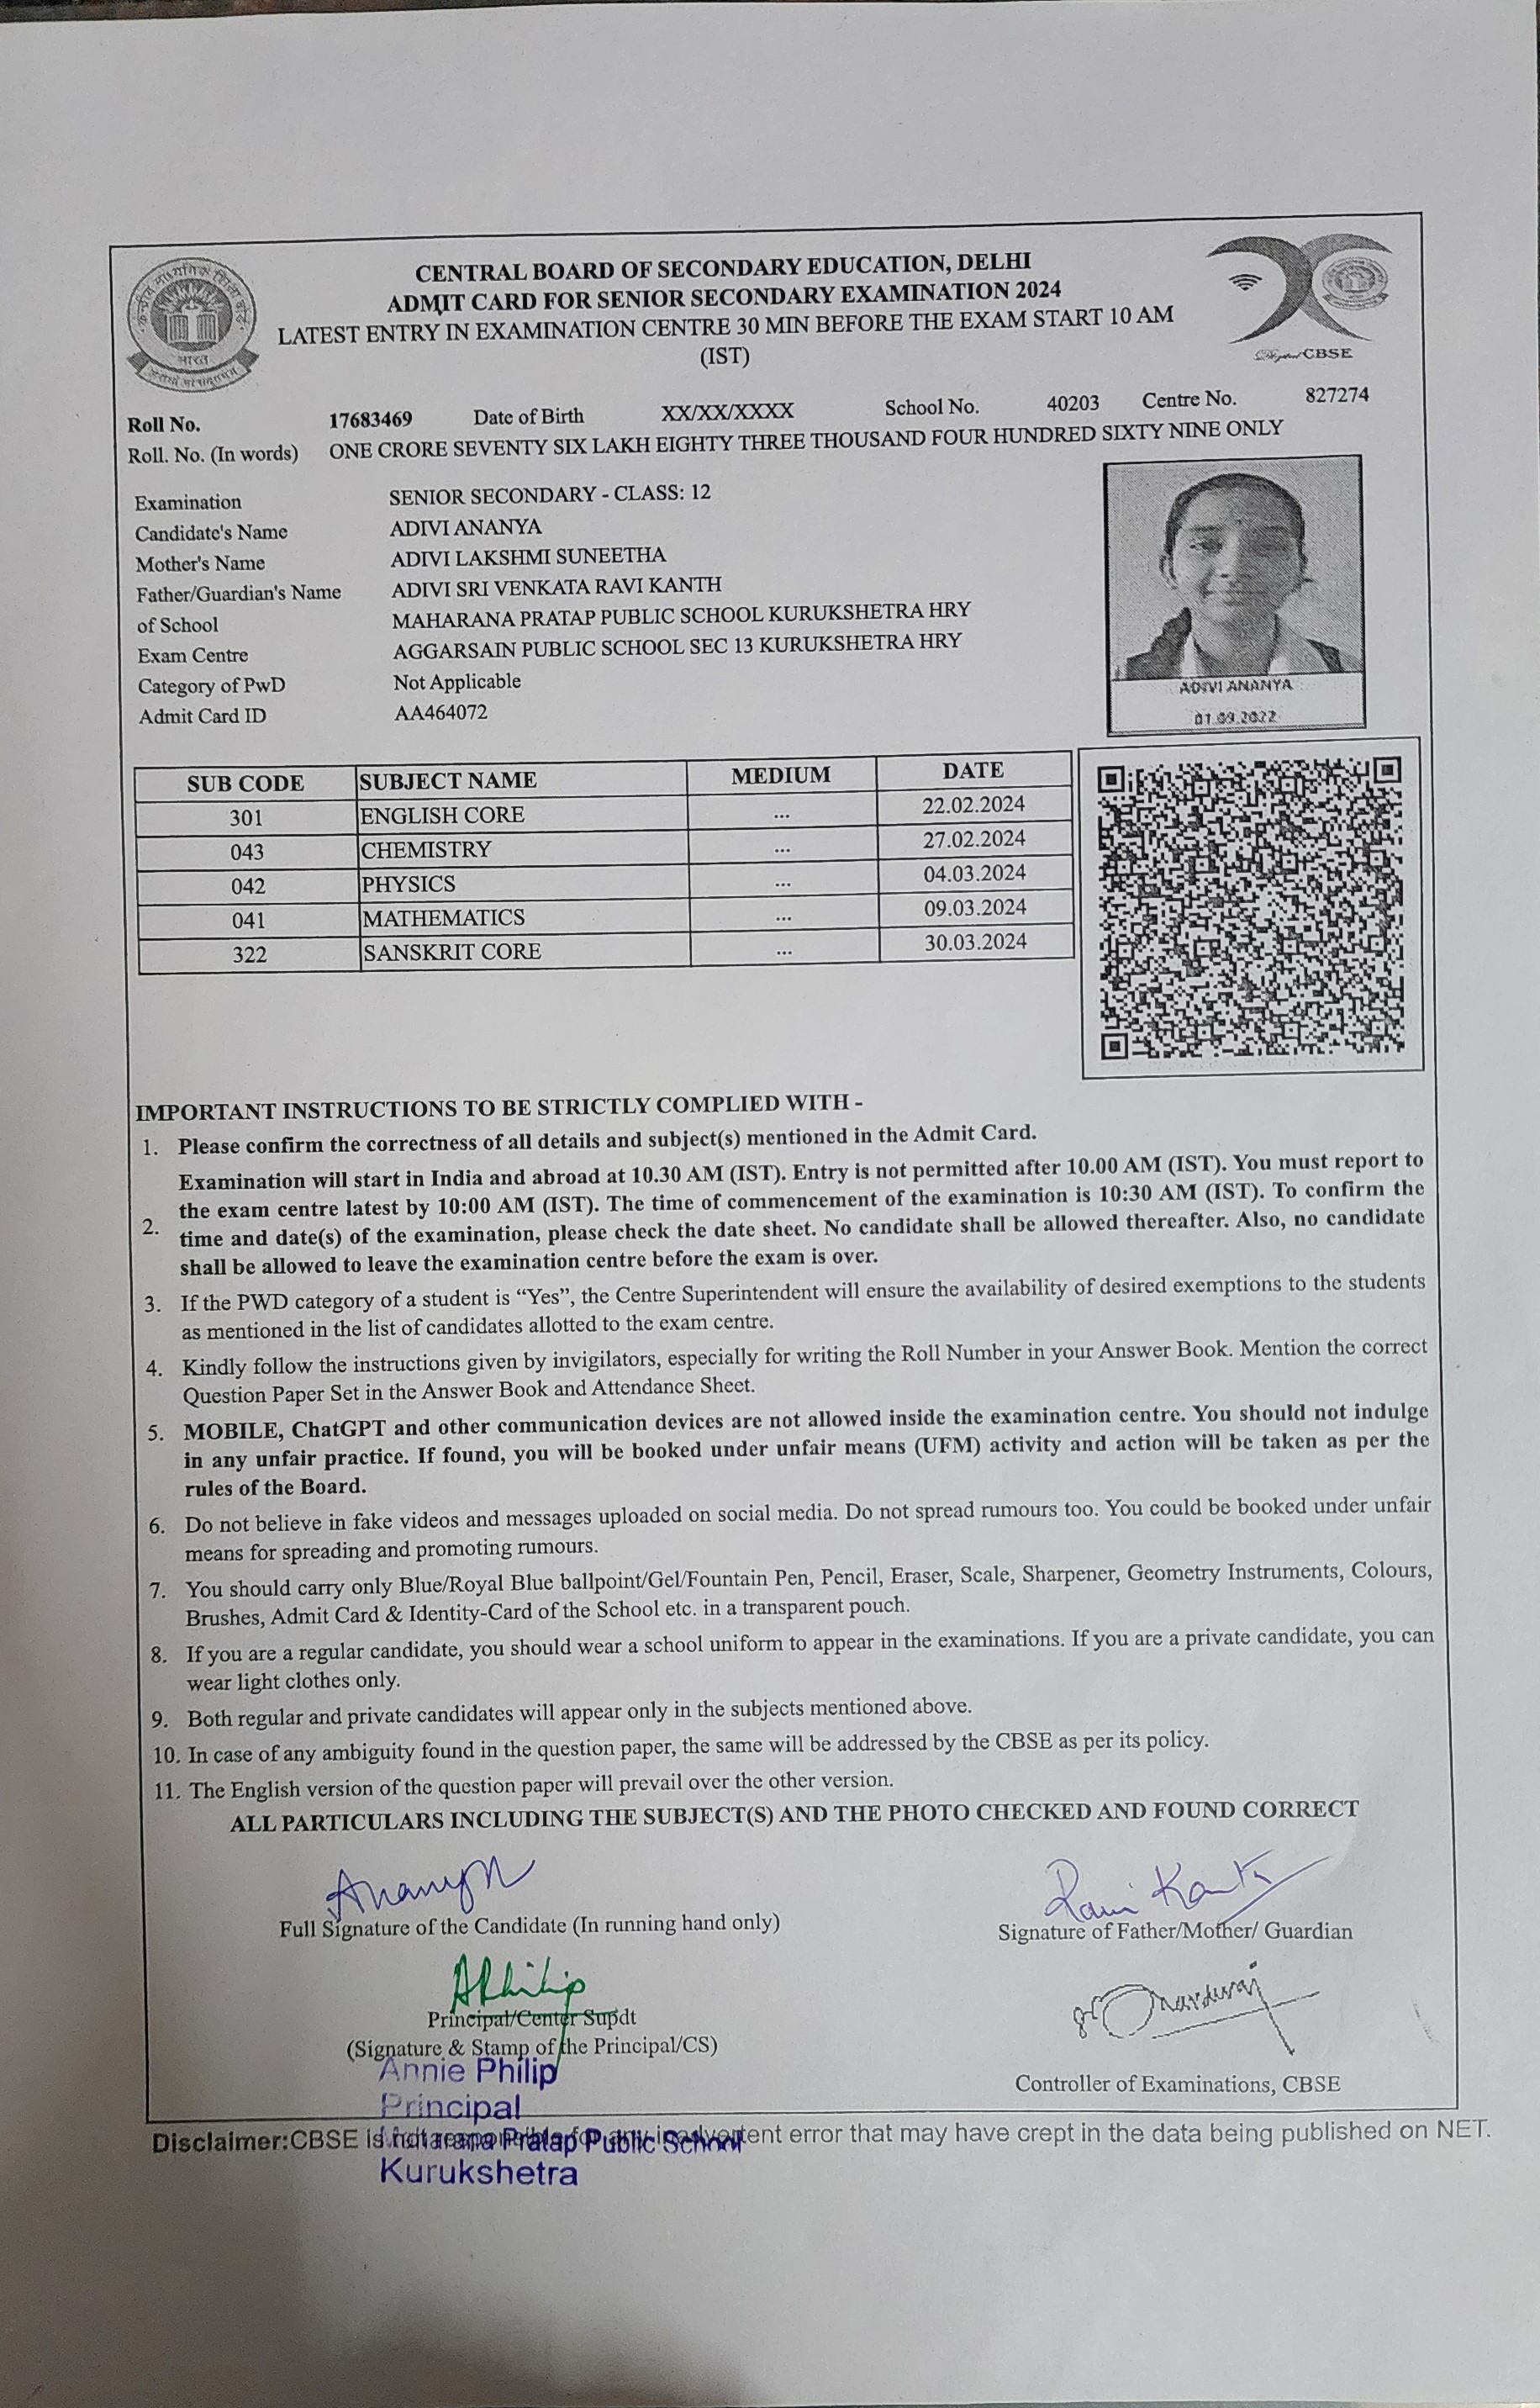 CENTRAL BOARD OF SECONDARY EDUCATION, DELHI
ADMIT CARD FOR SENIOR SECONDARY EXAMINATION 2024
LATEST ENTRY IN EXAMINATION CENTRE 30 MIN BEFORE THE EXAM START 10 AM
(IST)
भारत
CBSE
Roll No. 17683469 Date of Birth XX/XX/XXXX School No. 40203 Centre No. 827274
Roll. No. (In words) ONE CRORE SEVENTY SIX LAKH EIGHTY THREE THOUSAND FOUR HUNDRED SIXTY NINE ONLY
Examination SENIOR SECONDARY - CLASS: 12
Candidate's Name ADIVI ANANYA
Mother's Name ADIVI LAKSHMI SUNEETHA
Father/Guardian's Name ADIVI SRI VENKATA RAVI KANTH
of School MAHARANA PRATAP PUBLIC SCHOOL KURUKSHETRA HRY
Exam Centre AGGARSAIN PUBLIC SCHOOL SEC 13 KURUKSHETRA HRY
Category of PwD Not Applicable
Admit Card ID AA464072
ADIVI ANANYA
01.09.2022
SUB CODE SUBJECT NAME MEDIUM DATE
301 ENGLISH CORE ... 22.02.2024
043 CHEMISTRY ... 27.02.2024
042 PHYSICS ... 04.03.2024
041 MATHEMATICS ... 09.03.2024
322 SANSKRIT CORE ... 30.03.2024
IMPORTANT INSTRUCTIONS TO BE STRICTLY COMPLIED WITH -
1. Please confirm the correctness of all details and subject(s) mentioned in the Admit Card.
Examination will start in India and abroad at 10.30 AM (IST). Entry is not permitted after 10.00 AM (IST). You must report to
the exam centre latest by 10:00 AM (IST). The time of commencement of the examination is 10:30 AM (IST). To confirm the
2. time and date(s) of the examination, please check the date sheet. No candidate shall be allowed thereafter. Also, no candidate
shall be allowed to leave the examination centre before the exam is over.
3. If the PWD category of a student is “Yes”, the Centre Superintendent will ensure the availability of desired exemptions to the students
as mentioned in the list of candidates allotted to the exam centre.
4. Kindly follow the instructions given by invigilators, especially for writing the Roll Number in your Answer Book. Mention the correct
Question Paper Set in the Answer Book and Attendance Sheet.
5. MOBILE, ChatGPT and other communication devices are not allowed inside the examination centre. You should not indulge
in any unfair practice. If found, you will be booked under unfair means (UFM) activity and action will be taken as per the
rules of the Board.
6. Do not believe in fake videos and messages uploaded on social media. Do not spread rumours too. You could be booked under unfair
means for spreading and promoting rumours.
7. You should carry only Blue/Royal Blue ballpoint/Gel/Fountain Pen, Pencil, Eraser, Scale, Sharpener, Geometry Instruments, Colours,
Brushes, Admit Card & Identity-Card of the School etc. in a transparent pouch.
8. If you are a regular candidate, you should wear a school uniform to appear in the examinations. If you are a private candidate, you can
wear light clothes only.
9. Both regular and private candidates will appear only in the subjects mentioned above.
10. In case of any ambiguity found in the question paper, the same will be addressed by the CBSE as per its policy.
11. The English version of the question paper will prevail over the other version.
ALL PARTICULARS INCLUDING THE SUBJECT(S) AND THE PHOTO CHECKED AND FOUND CORRECT
Ananya Ravi Kanth
Full Signature of the Candidate (In running hand only) Signature of Father/Mother/ Guardian
APhilip
Principal/Center Supdt
(Signature & Stamp of the Principal/CS)
Controller of Examinations, CBSE
Annie Philip
Principal
Pratap Public School
Kurukshetra
Disclaimer:CBSE is not error that may have crept in the data being published on NET.